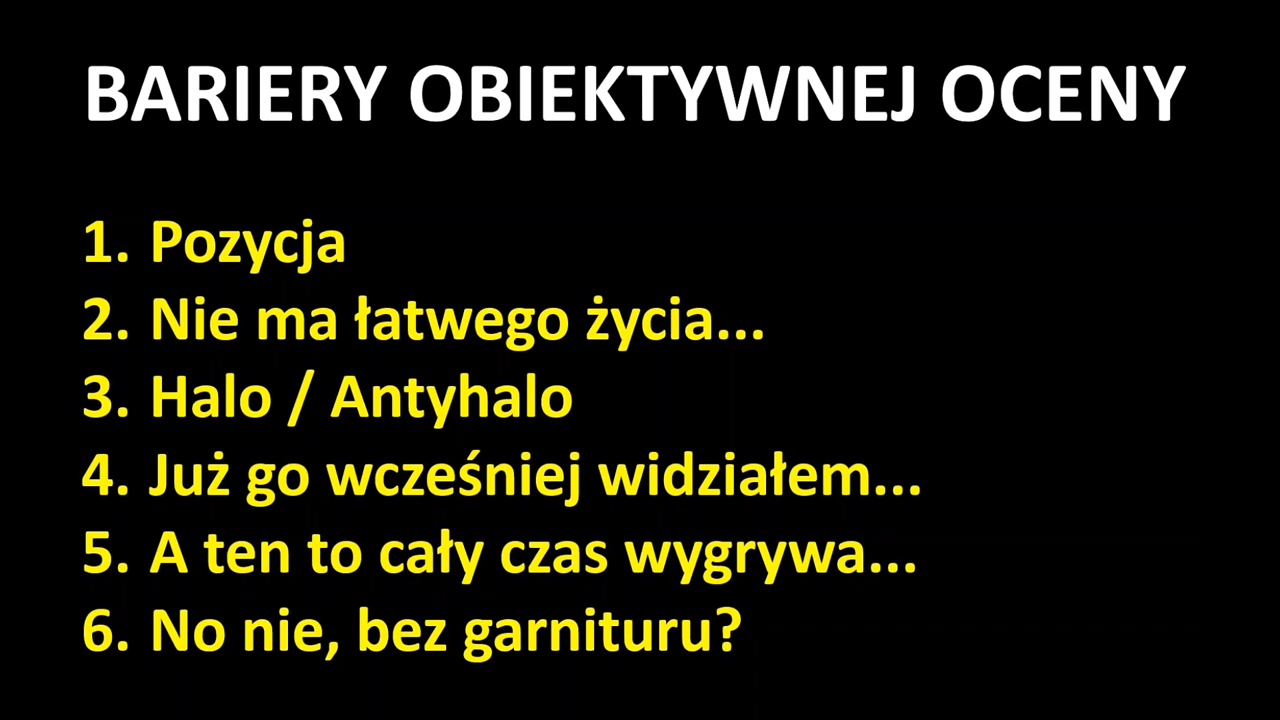 BARIERY OBIEKTYWNEJ OCENY
1. Pozycja
2. Nie ma łatwego życia...
3. Halo / Antyhalo
4. Już go wcześniej widziałem...
5. A ten to cały czas wygrywa...
6. No nie, bez garnituru?